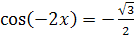 cos(−2x) = −√3/2